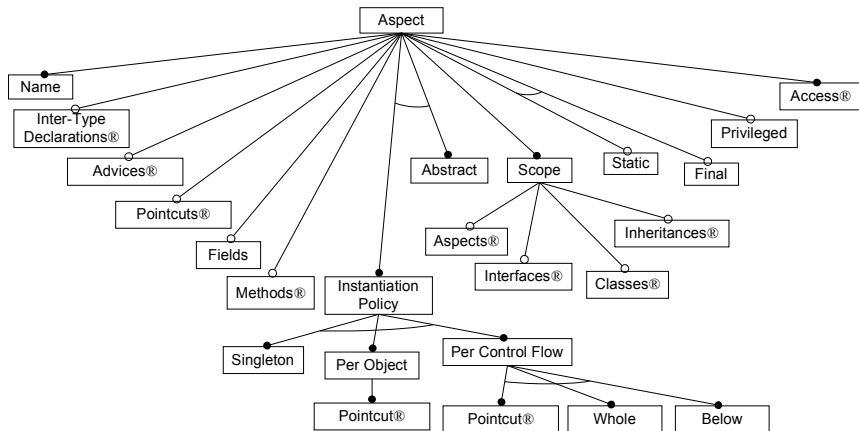 Aspect
Name
Access®
Inter-Type
Declarations®
Privileged
Advices®
Abstract
Scope
Static
Final
Pointcuts®
Fields
Aspects®
Inheritances®
Methods®
Instantiation
Policy
Interfaces®
Classes®
Singleton
Per Object
Per Control Flow
Pointcut®
Pointcut®
Whole
Below